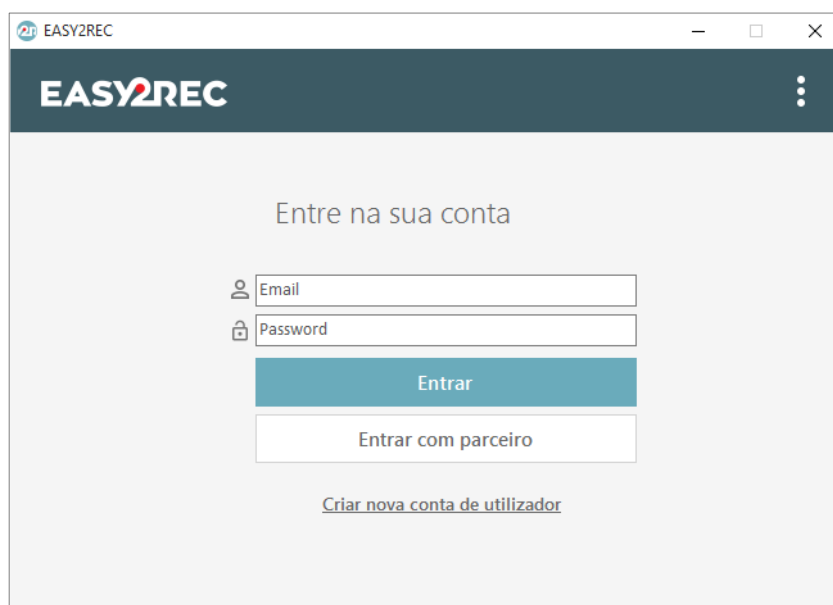 EASY2REC
EASY2REC
Entre na sua conta
Email
Password
Entrar
Entrar com parceiro
Criar nova conta de utilizador